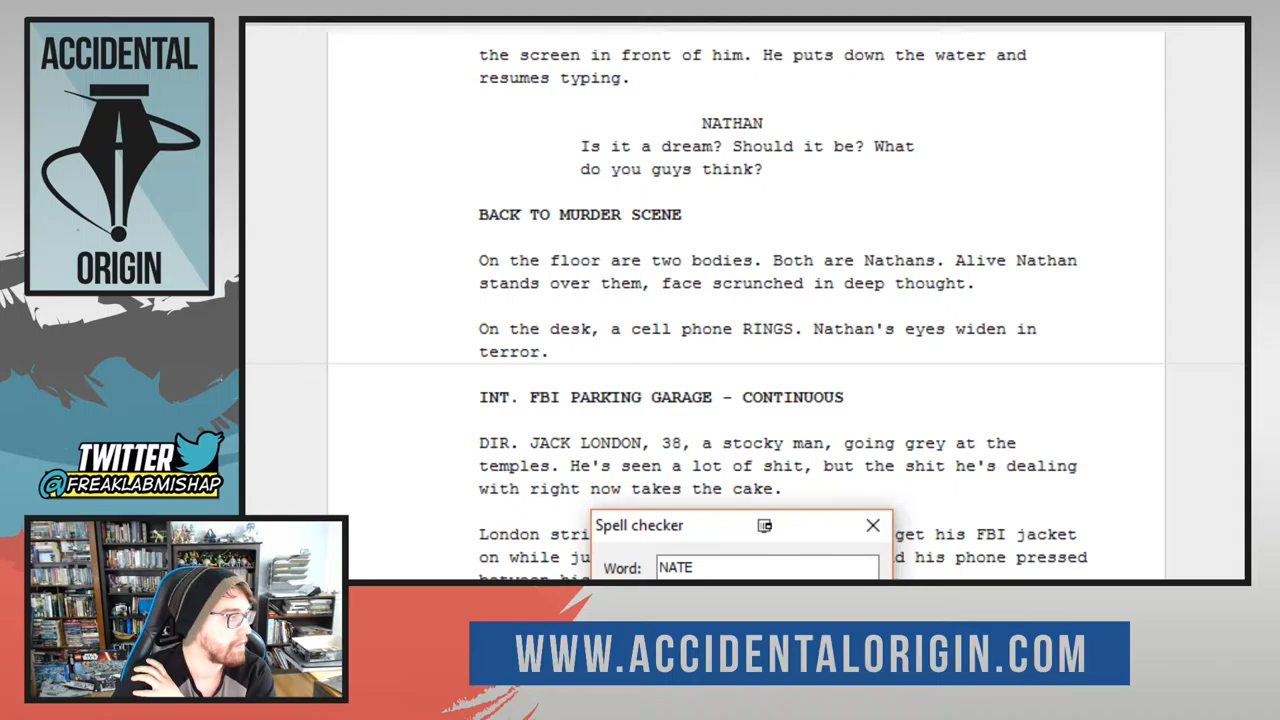 ACCIDENTAL
ORIGIN
the screen in front of him. He puts down the water and
resumes typing.
NATHAN
Is it a dream? Should it be? What
do you guys think?
BACK TO MURDER SCENE
On the floor are two bodies. Both are Nathans. Alive Nathan
stands over them, face scrunched in deep thought.
On the desk, a cell phone RINGS. Nathan's eyes widen in
terror.
INT. FBI PARKING GARAGE - CONTINUOUS
DIR. JACK LONDON, 38, a stocky man, going grey at the
temples. He's seen a lot of shit, but the shit he's dealing
with right now takes the cake.
London stri get his FBI jacket
on while ju d his phone pressed
Spell checker
Word: NATE
TWITTER
@FREAKLABMISHAP
WWW.ACCIDENTALORIGIN.COM